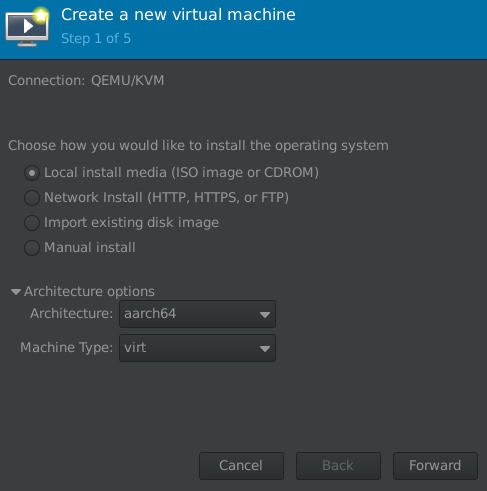 Create a new virtual machine
Step 1 of 5
Connection: QEMU/KVM
Choose how you would like to install the operating system
Local install media (ISO image or CDROM)
Network Install (HTTP, HTTPS, or FTP)
Import existing disk image
Manual install
Architecture options
Architecture: aarch64
Machine Type: virt
Cancel Back Forward